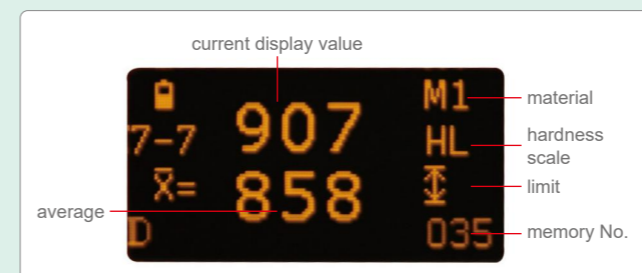 current display value
M1
material
7-7
907
HL
hardness
scale
X̅=
858
limit
average
D
035
memory No.